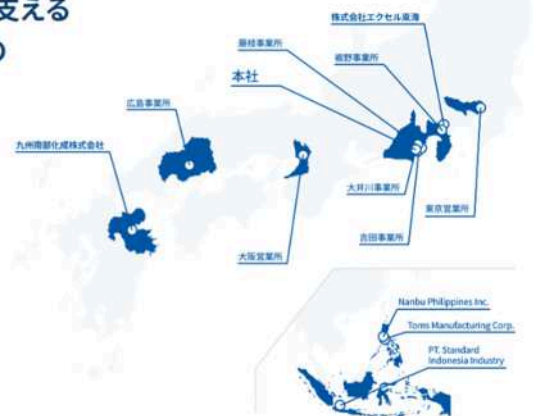 支える
の
株式会社エクセル東海
藤枝事業所
裾野事業所
本社
広島事業所
九州南部化成株式会社
大井川事業所
東京営業所
吉田事業所
大阪営業所
Nanbu Philippines Inc.
Toms Manufacturing Corp.
PT. Standard
Indonesia Industry